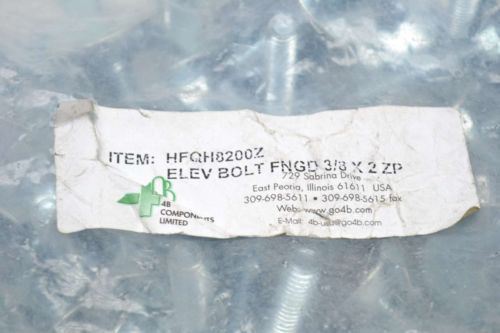 ITEM: HFQH8200Z
ELEV BOLT FNGD 3/8 X 2 ZP
4B
COMPONENTS
LIMITED
729 Sabrina Drive
East Peoria, Illinois 61611 USA
309-698-5611 • 309-698-5615 fax
Web: www.go4b.com
E-Mail: 4b-usa@go4b.com